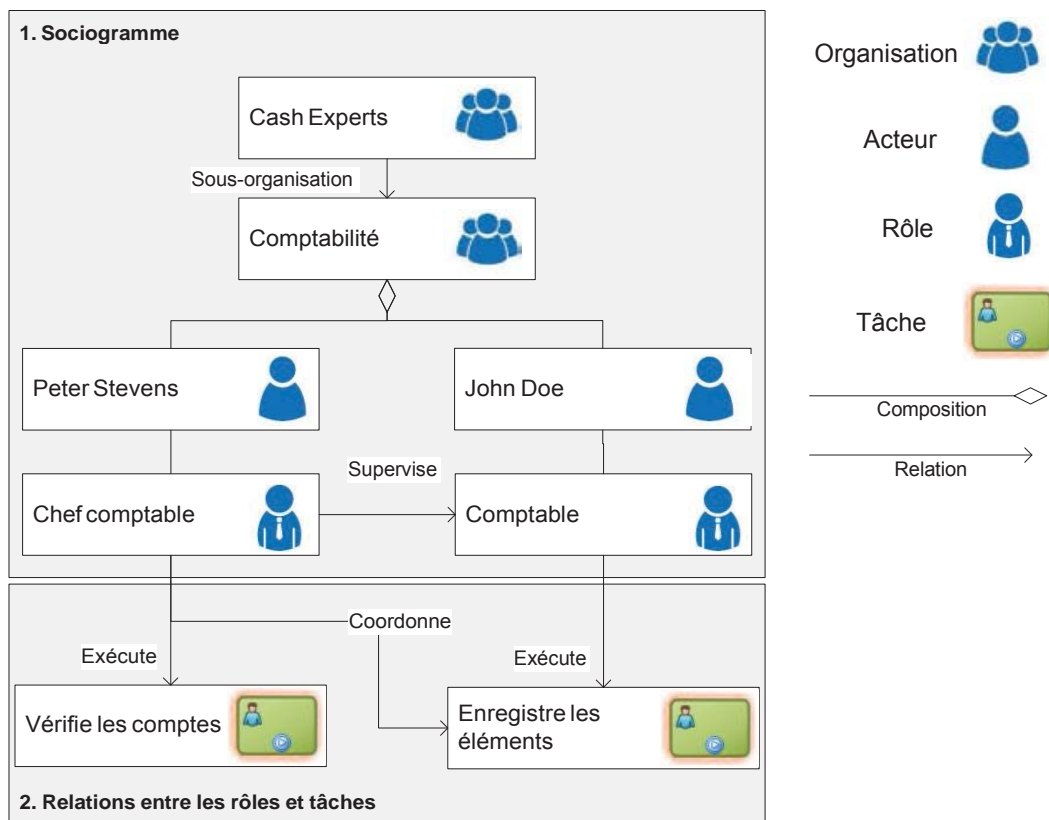 1. Sociogramme
Cash Experts
Sous-organisation
Comptabilité
Peter Stevens
John Doe
Supervise
Chef comptable
Comptable
Coordonne
Exécute
Exécute
Vérifie les comptes
Enregistre les
éléments
2. Relations entre les rôles et tâches
Organisation
Acteur
Rôle
Tâche
Composition
Relation